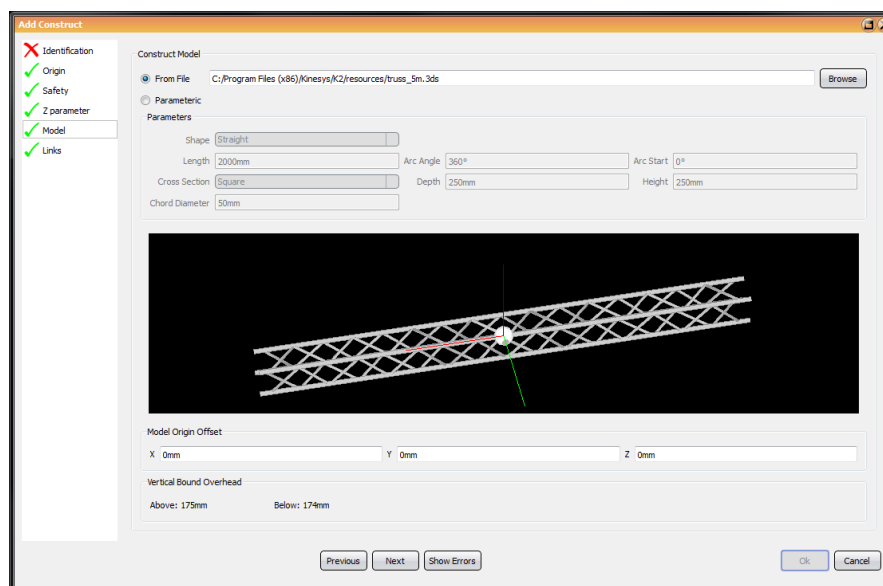 Add Construct
Identification
Origin
Safety
Z parameter
Model
Links
Construct Model
From File C:/Program Files (x86)/Kinesys/K2/resources/truss_5m.3ds Browse
Parameteric
Parameters
Shape Straight
Length 2000mm Arc Angle 360° Arc Start 0°
Cross Section Square Depth 250mm Height 250mm
Chord Diameter 50mm
Model Origin Offset
X 0mm Y 0mm Z 0mm
Vertical Bound Overhead
Above: 175mm Below: 174mm
Previous Next Show Errors Ok Cancel